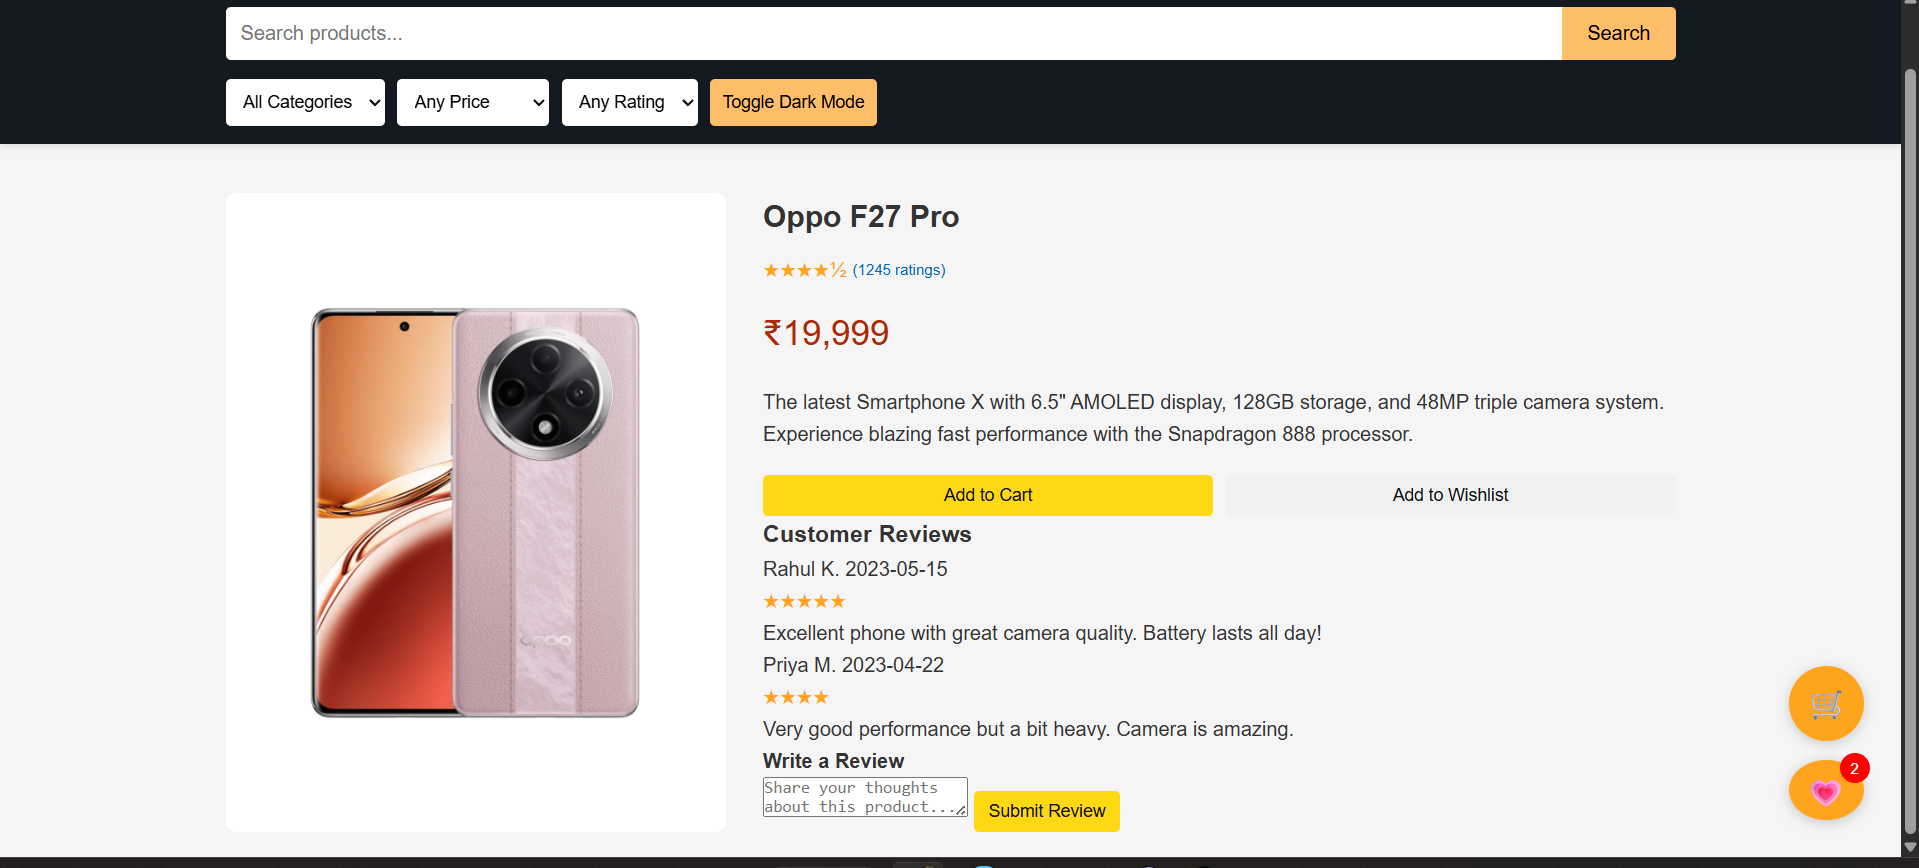 Search products...
Search
All Categories
Any Price
Any Rating
Toggle Dark Mode
Oppo F27 Pro
★★★★½ (1245 ratings)
₹19,999
The latest Smartphone X with 6.5" AMOLED display, 128GB storage, and 48MP triple camera system.
Experience blazing fast performance with the Snapdragon 888 processor.
Add to Cart
Add to Wishlist
Customer Reviews
Rahul K. 2023-05-15
★★★★★
Excellent phone with great camera quality. Battery lasts all day!
Priya M. 2023-04-22
★★★★
Very good performance but a bit heavy. Camera is amazing.
Write a Review
Share your thoughts
about this product...
Submit Review
oppo
2